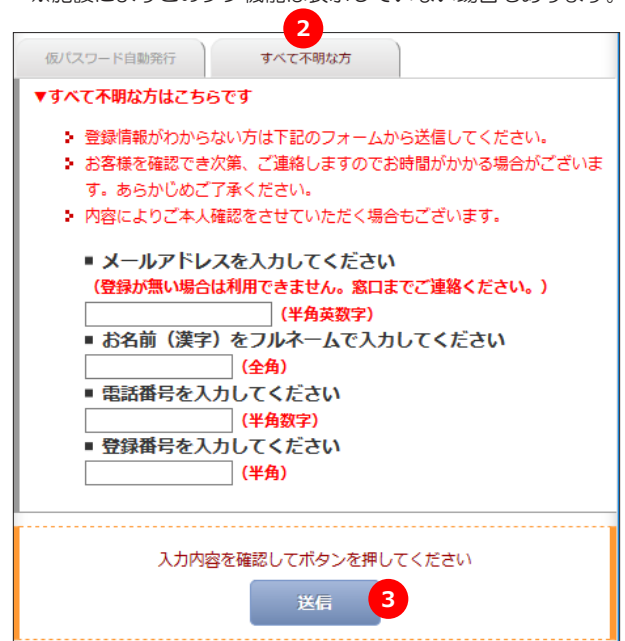 2
仮パスワード自動発行 すべて不明な方
▼すべて不明な方はこちらです
登録情報がわからない方は下記のフォームから送信してください。
お客様を確認でき次第、ご連絡しますのでお時間がかかる場合がございま
す。あらかじめご了承ください。
内容によりご本人確認をさせていただく場合もございます。
■ メールアドレスを入力してください
（登録が無い場合は利用できません。窓口までご連絡ください。）
（半角英数字）
■ お名前（漢字）をフルネームで入力してください
（全角）
■ 電話番号を入力してください
（半角数字）
■ 登録番号を入力してください
（半角）
入力内容を確認してボタンを押してください
送信 3